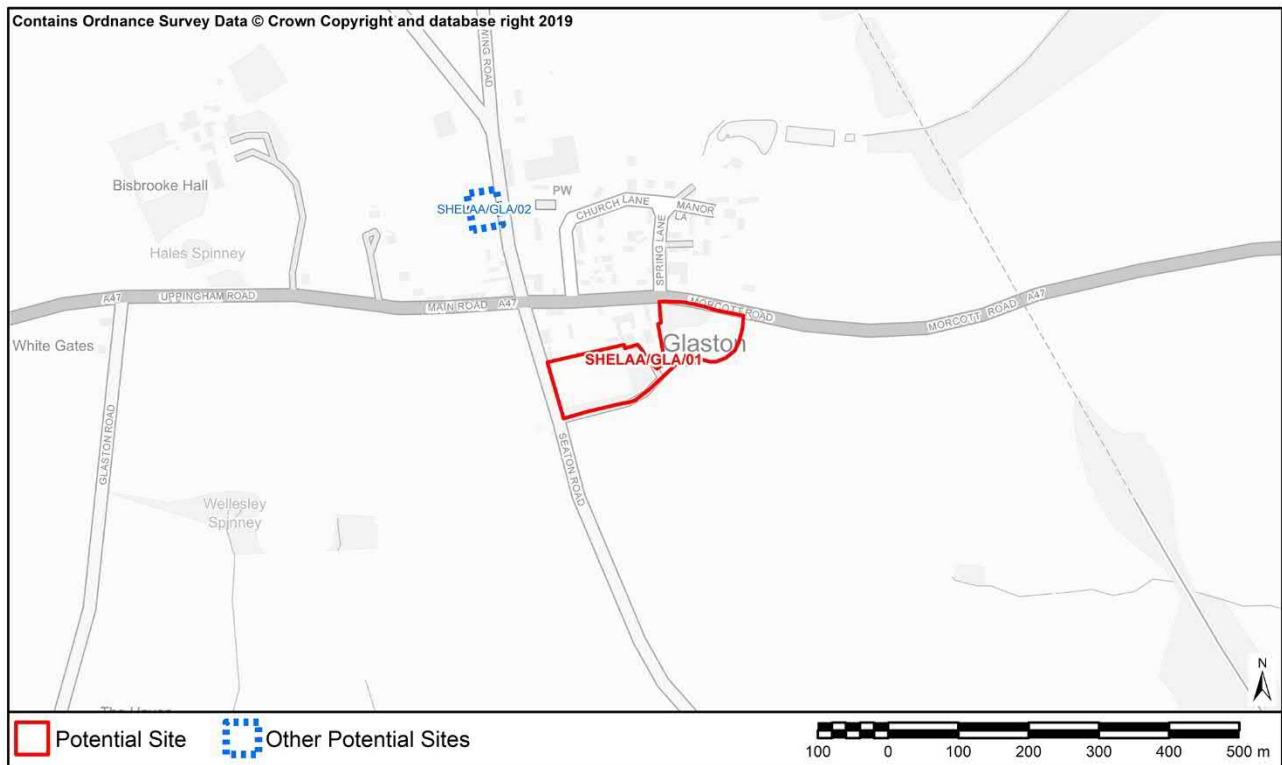 Contains Ordnance Survey Data © Crown Copyright and database right 2019
WING ROAD
Bisbrooke Hall
SHELAA/GLA/02
PW
CHURCH LANE
MANOR
LA
SPRING LANE
Hales Spinney
A47
UPPINGHAM ROAD
MAIN ROAD A47
MORCOTT ROAD
MORCOTT ROAD A47
White Gates
Glaston
SHELAA/GLA/01
GLASTON ROAD
SEATON ROAD
Wellesley
Spinney
N
Potential Site
Other Potential Sites
100 0 100 200 300 400 500 m